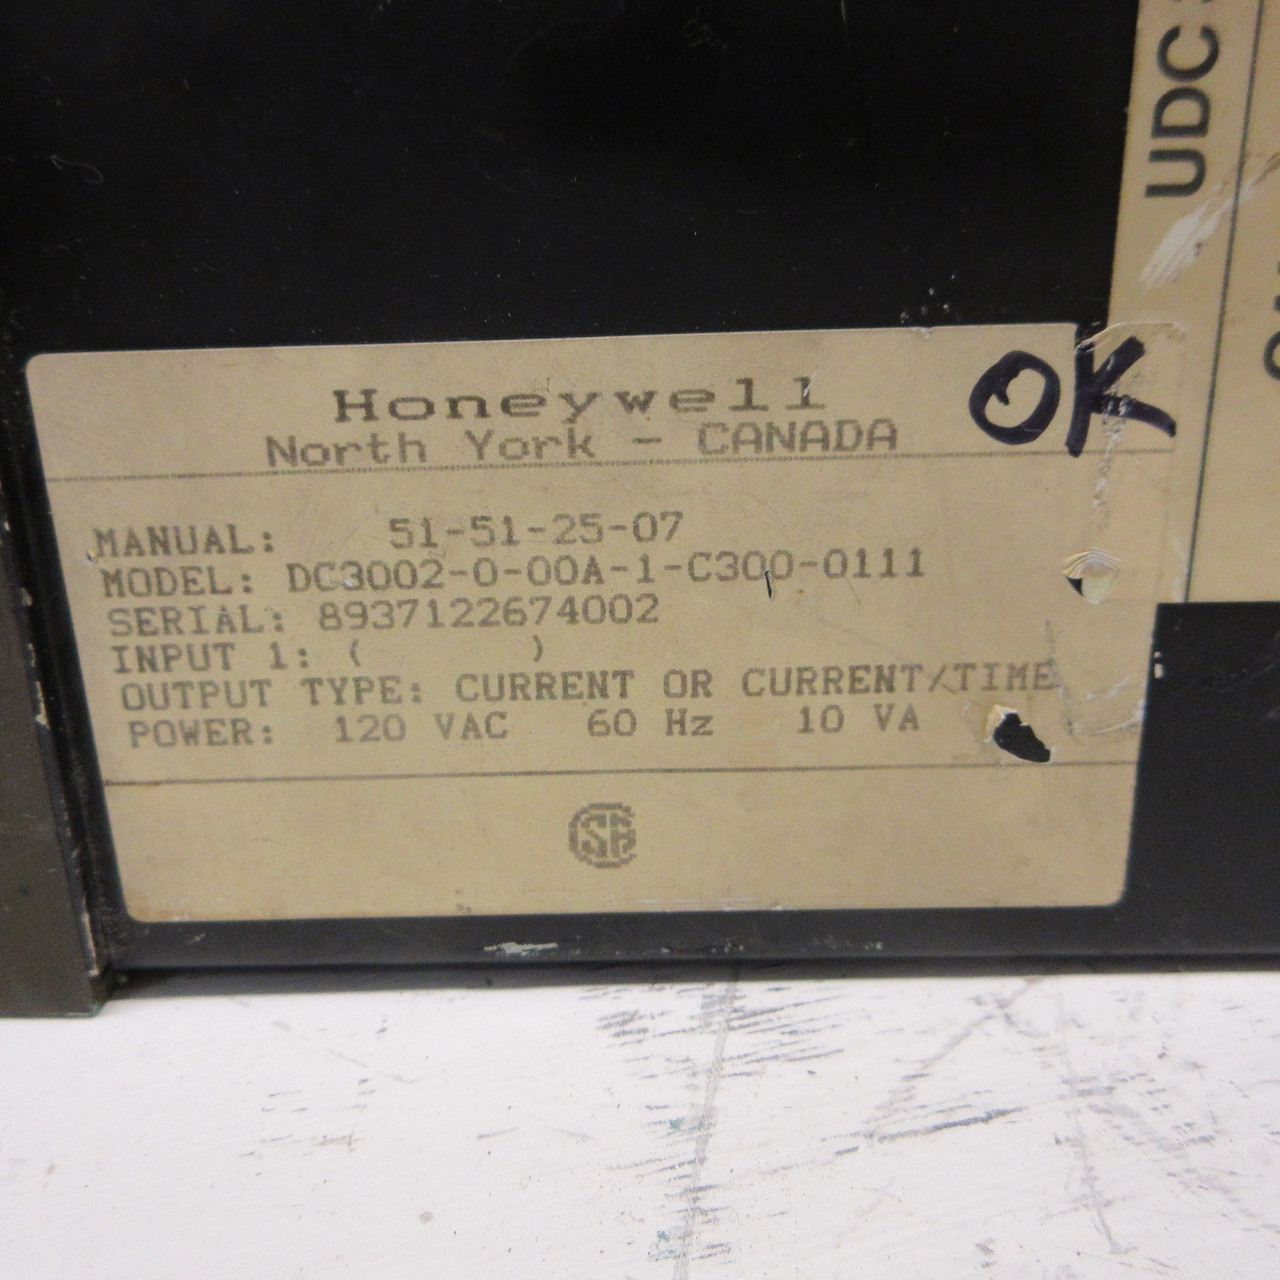 UDC
Honeywell
OK
North York - CANADA
MANUAL: 51-51-25-07
MODEL: DC3002-0-00A-1-C300-0111
SERIAL: 8937122674002
INPUT 1: ( )
OUTPUT TYPE: CURRENT OR CURRENT/TIME
POWER: 120 VAC 60 Hz 10 VA